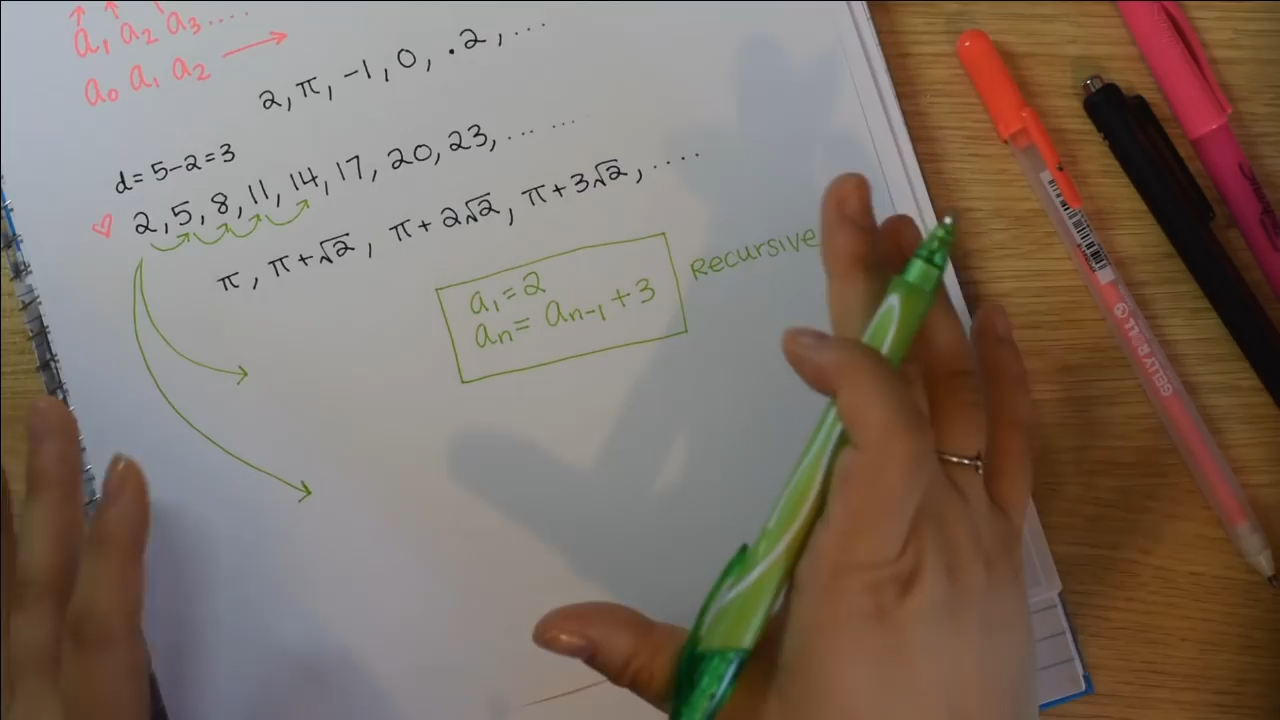 a₁ a₂ a₃ ....
a₀ a₁ a₂ →
2, π, -1, 0, .2, ...
d = 5-2 = 3
♡ 2, 5, 8, 11, 14, 17, 20, 23, ... ...
π, π+√2, π+2√2, π+3√2, ....
a₁ = 2
aₙ = aₙ₋₁ + 3
Recursive
GELLY ROLL